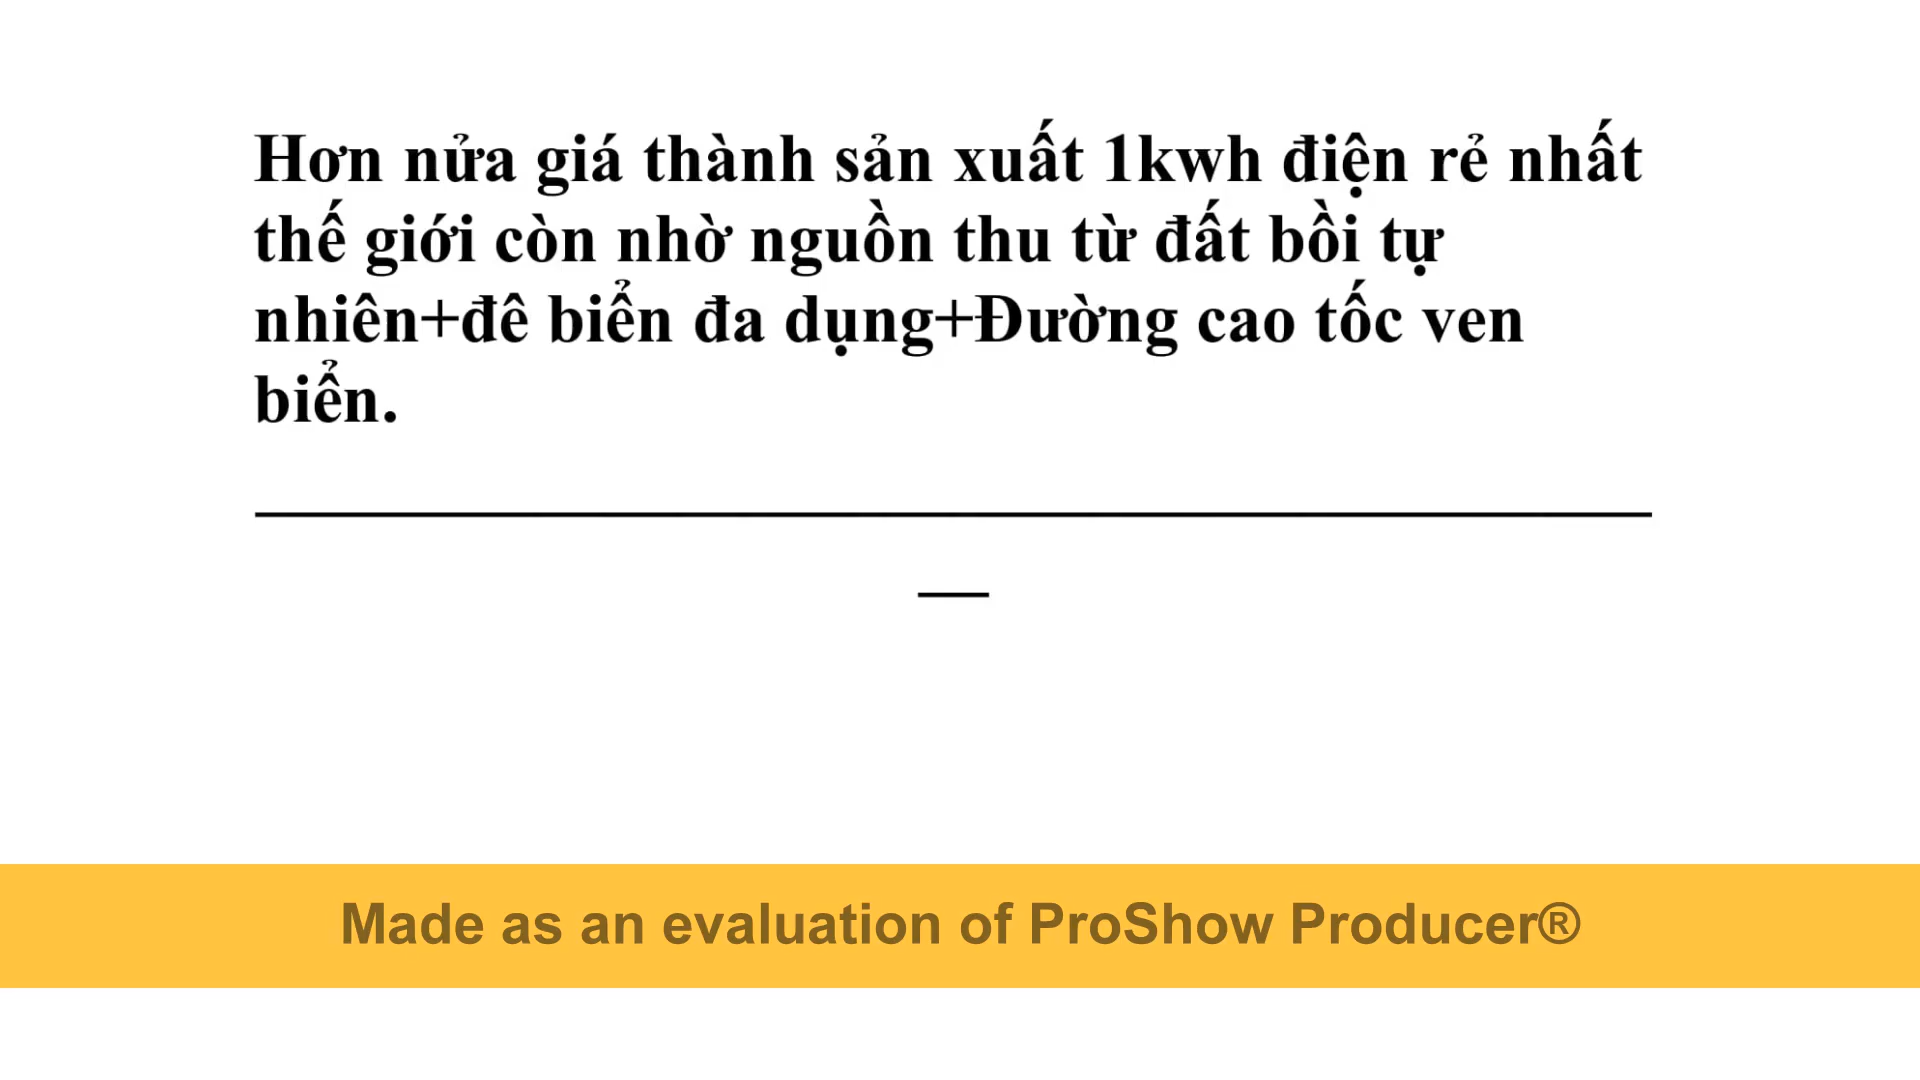 Hơn nửa giá thành sản xuất 1kwh điện rẻ nhất
thế giới còn nhờ nguồn thu từ đất bồi tự
nhiên+đê biển đa dụng+Đường cao tốc ven
biển.
Made as an evaluation of ProShow Producer®